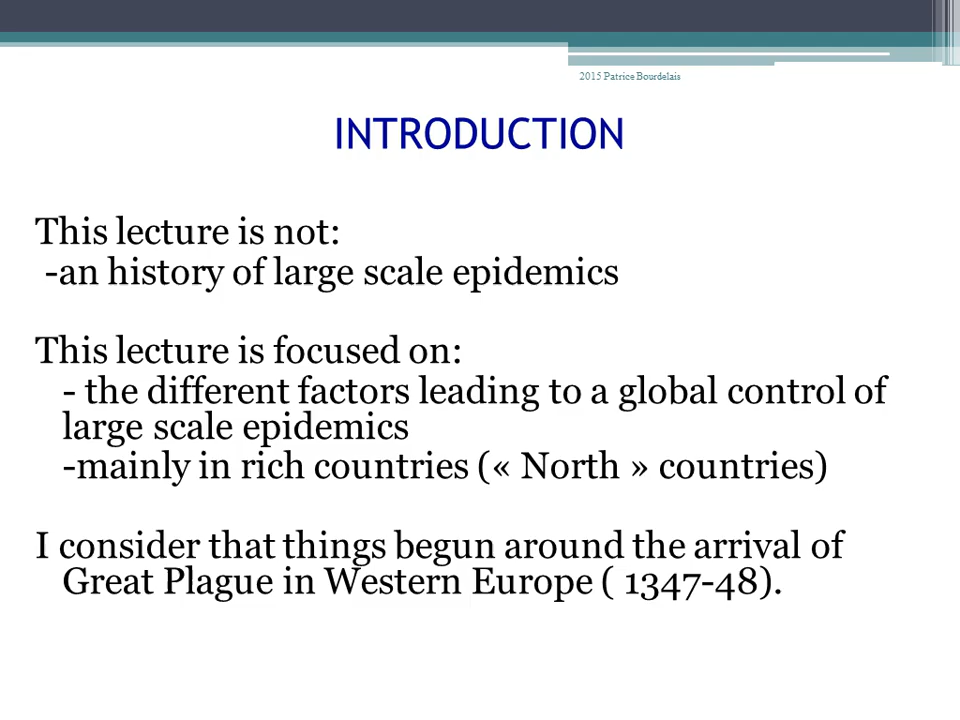 2015 Patrice Bourdelais
INTRODUCTION
This lecture is not:
-an history of large scale epidemics
This lecture is focused on:
- the different factors leading to a global control of
large scale epidemics
-mainly in rich countries (« North » countries)
I consider that things begun around the arrival of
Great Plague in Western Europe ( 1347-48).